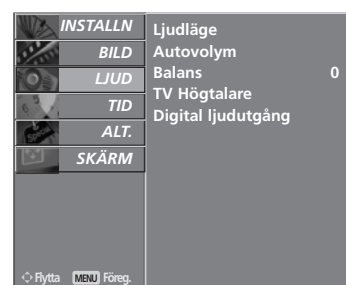 INSTALLN
BILD
LJUD
TID
ALT.
SKÄRM
Ljudläge
Autovolym
Balans 0
TV Högtalare
Digital ljudutgång
Flytta MENU Föreg.